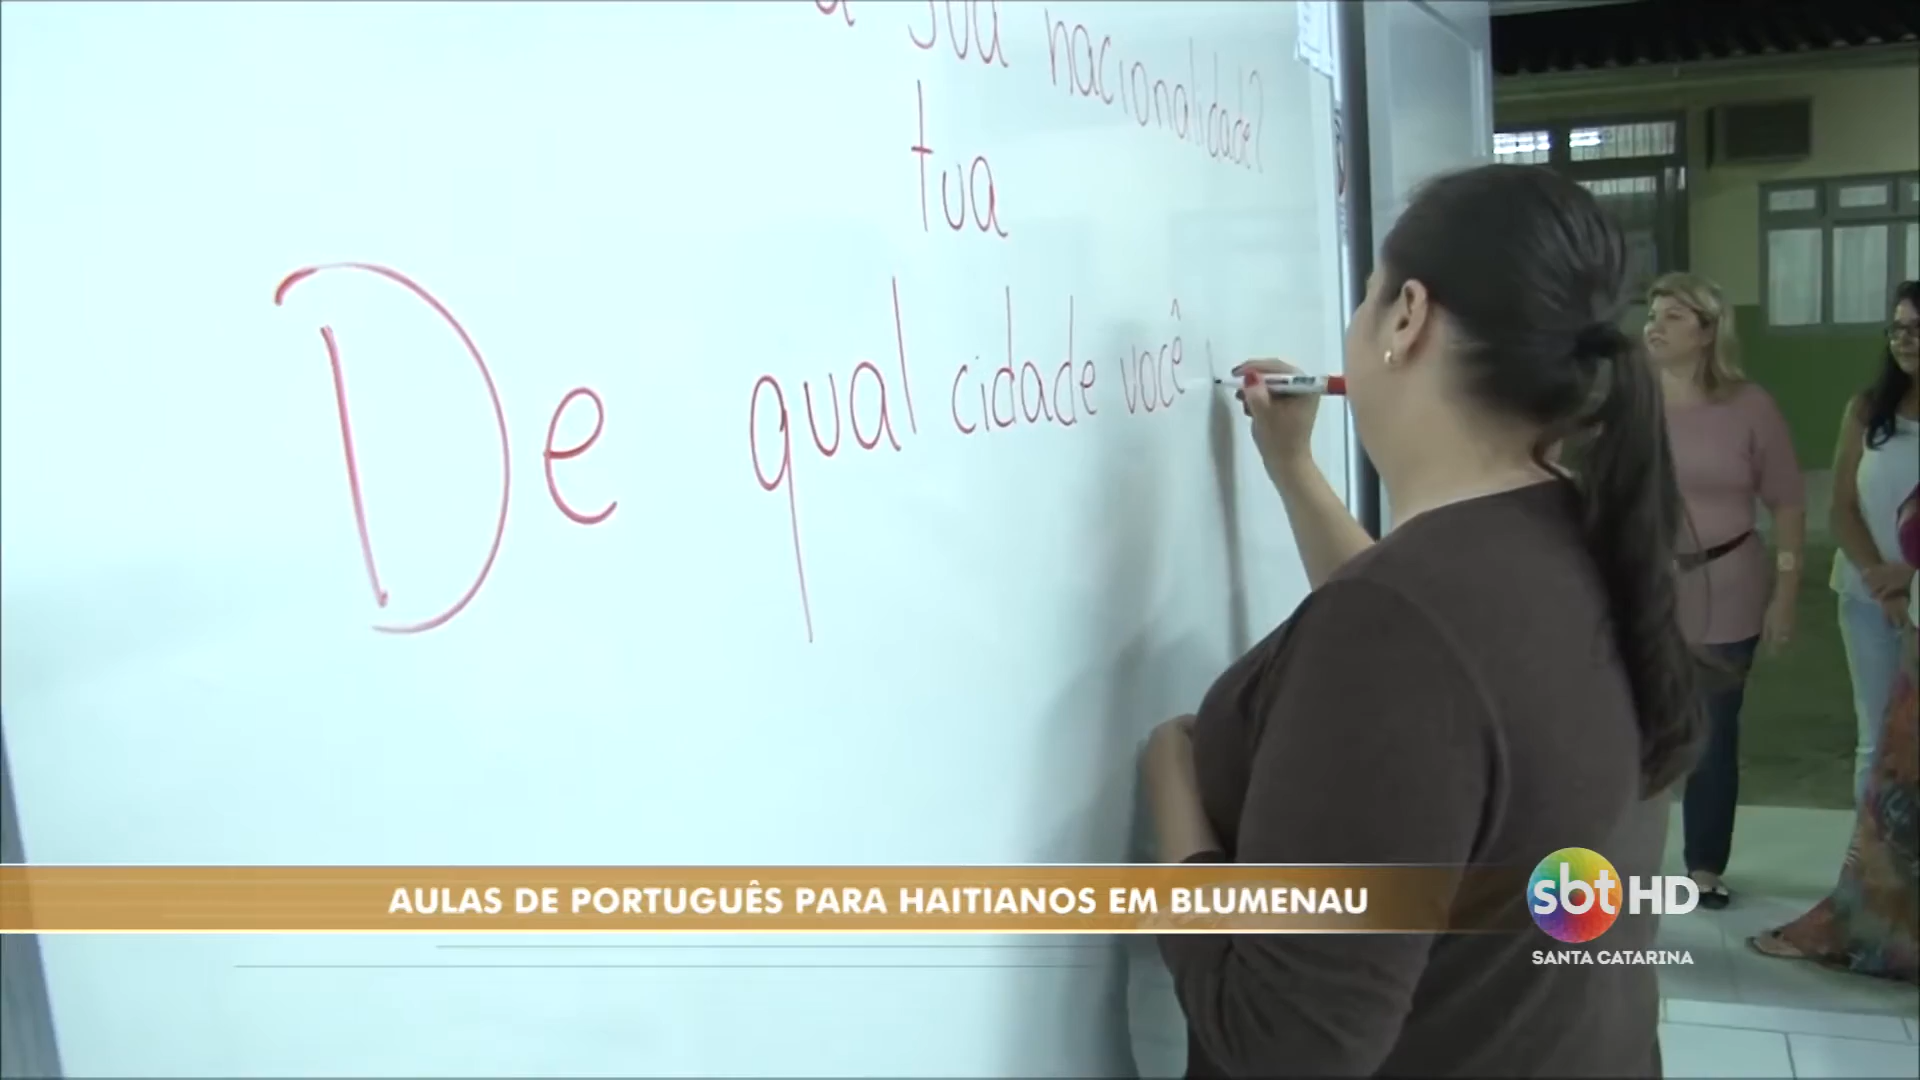 a sua nacionalidade?
tua
De qual cidade você
AULAS DE PORTUGUÊS PARA HAITIANOS EM BLUMENAU
sbt HD
SANTA CATARINA